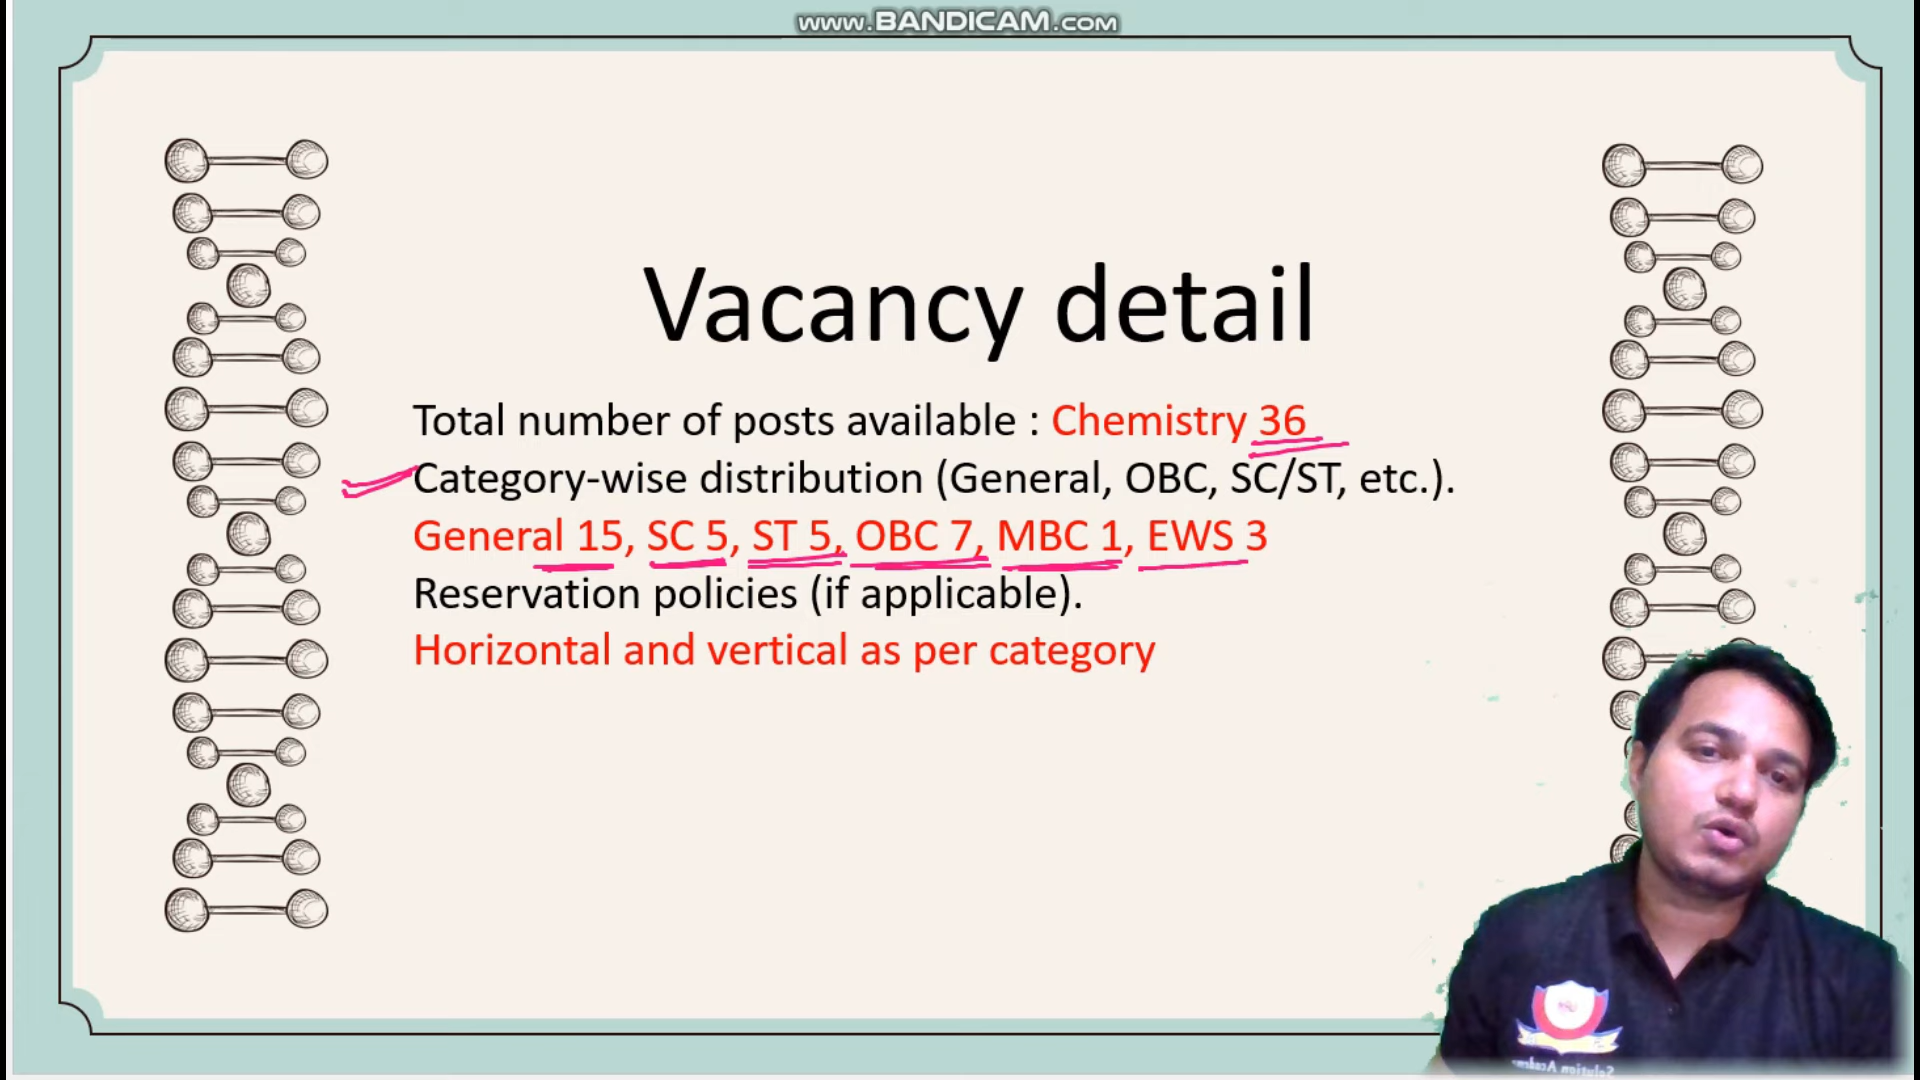 www.BANDICAM.com
Vacancy detail
Total number of posts available : Chemistry 36
Category-wise distribution (General, OBC, SC/ST, etc.).
General 15, SC 5, ST 5, OBC 7, MBC 1, EWS 3
Reservation policies (if applicable).
Horizontal and vertical as per category